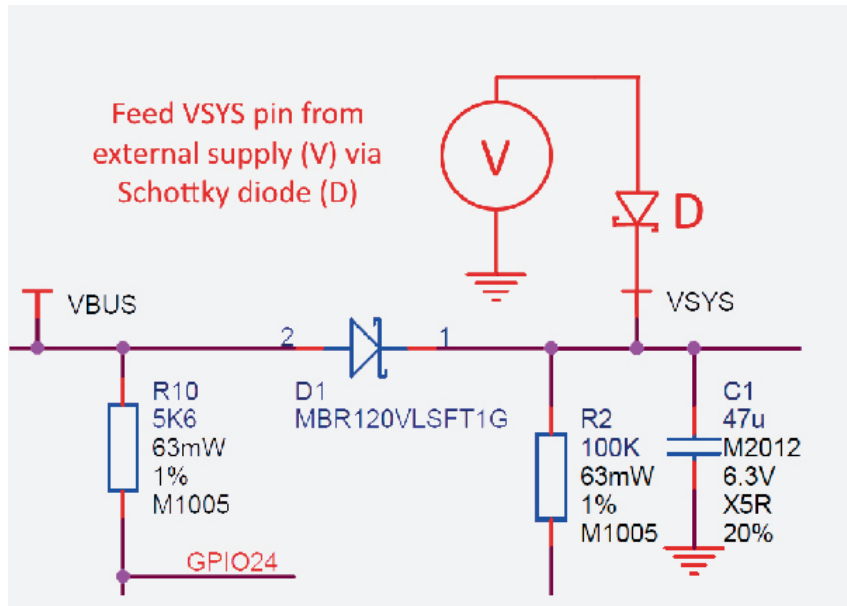 Feed VSYS pin from
external supply (V) via
Schottky diode (D)
V
D
VBUS
VSYS
2
1
R10
5K6
63mW
1%
M1005
D1
MBR120VLSFT1G
R2
100K
63mW
1%
M1005
C1
47u
M2012
6.3V
X5R
20%
GPIO24